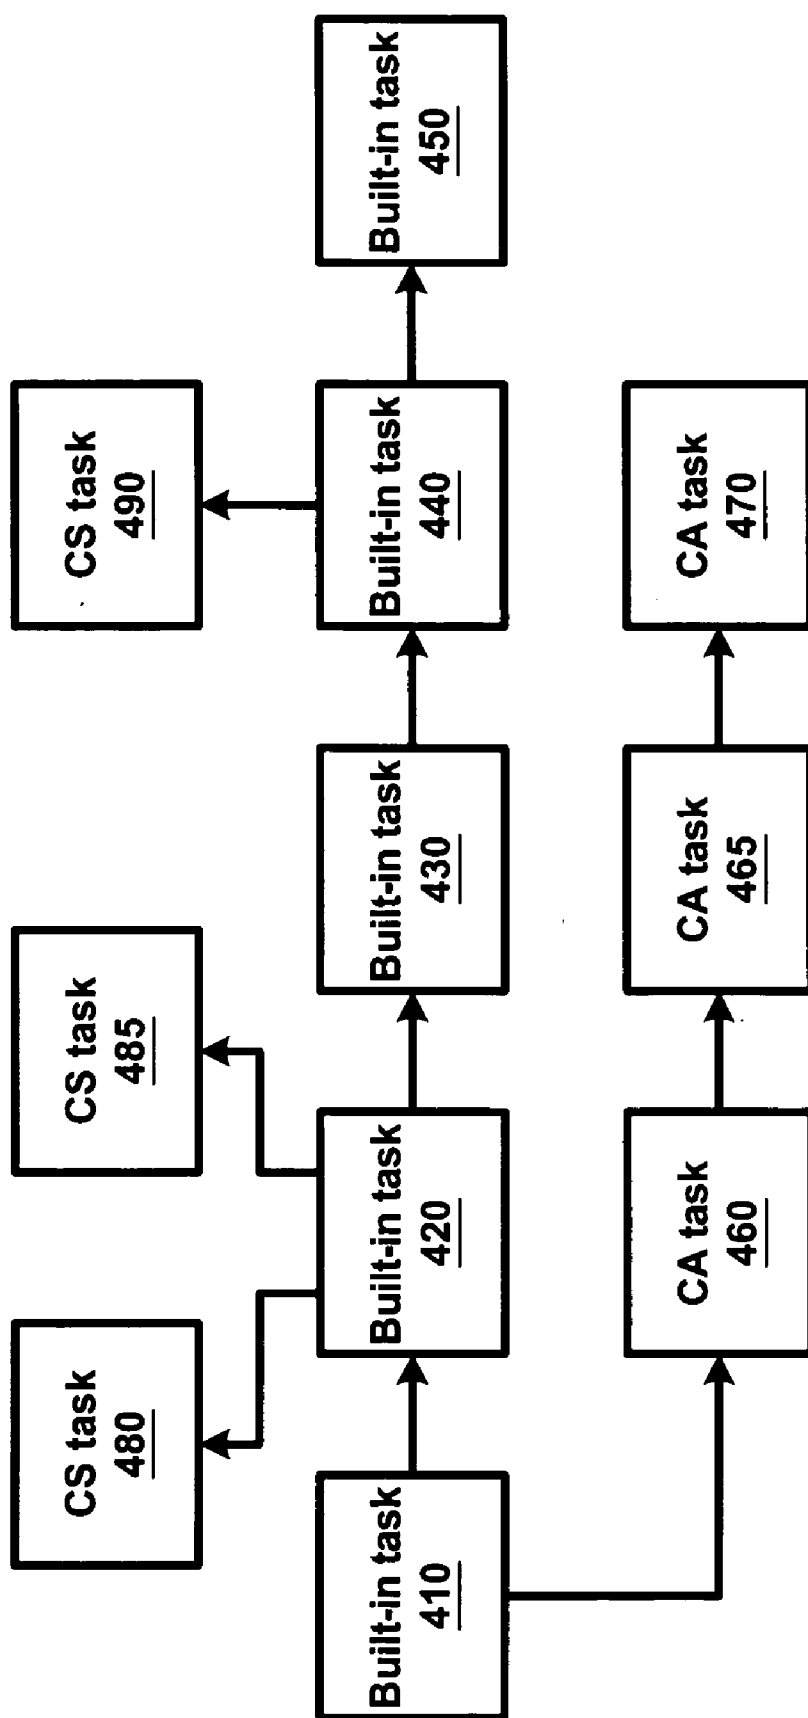 CS task
480
CS task
485
CS task
490
Built-in task
410
Built-in task
420
Built-in task
430
Built-in task
440
Built-in task
450
CA task
460
CA task
465
CA task
470